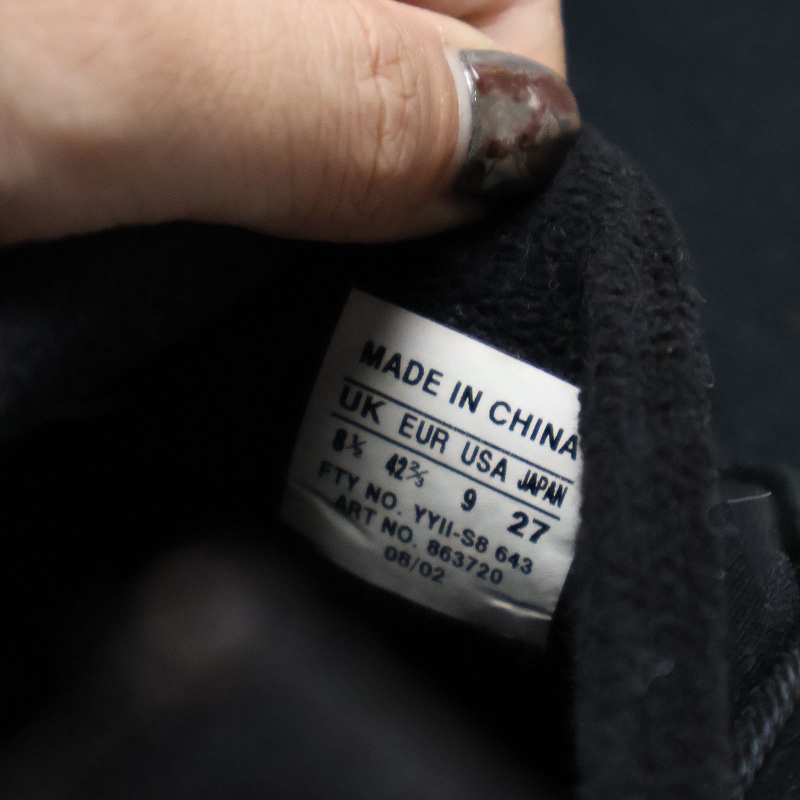 MADE IN CHINA
UK EUR USA JAPAN
8½ 42⅔ 9 27
FTY NO. YYII-S8 643
ART NO. 863720
08/02